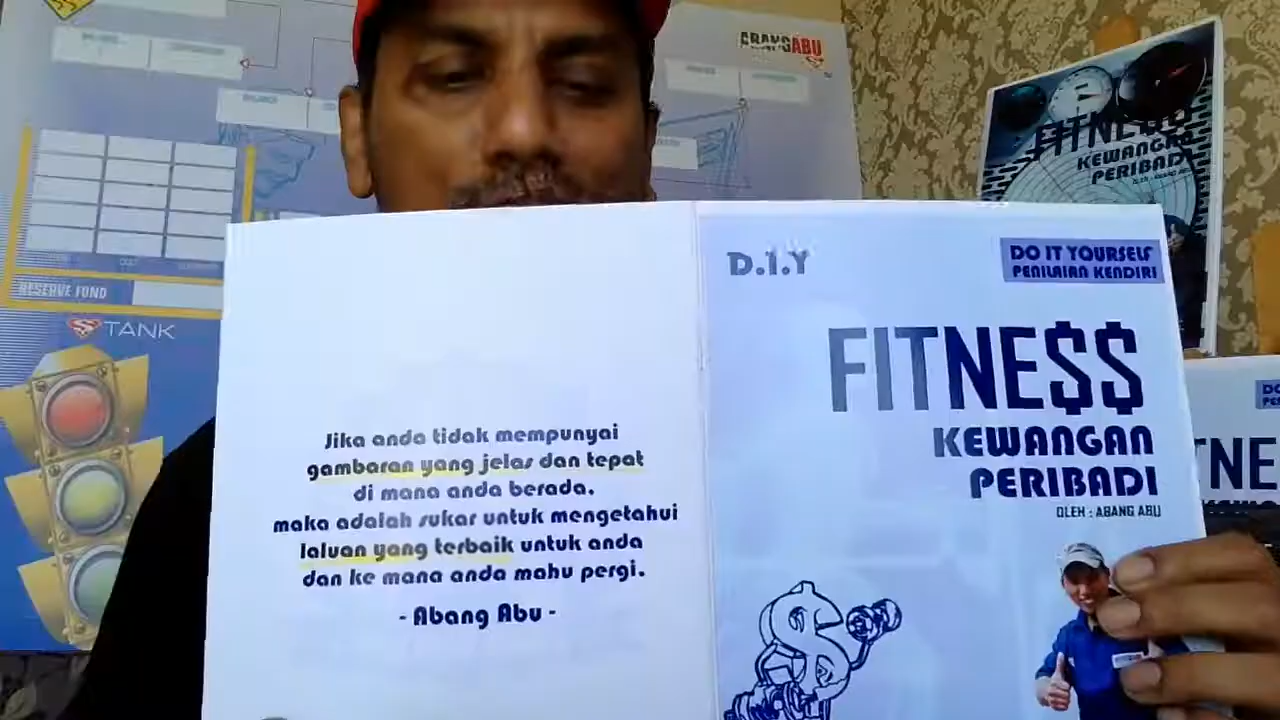 ABANGABU
FITNE$$
KEWANGAN
PERIBADI
RESERVE FUND
TANK
Jika anda tidak mempunyai
gambaran yang jelas dan tepat
di mana anda berada.
maka adalah sukar untuk mengetahui
laluan yang terbaik untuk anda
dan ke mana anda mahu pergi.
- Abang Abu -
D.I.Y
DO IT YOURSELF
PENILAIAN KENDIRI
FITNE$$
KEWANGAN
PERIBADI
OLEH : ABANG ABU
TNE